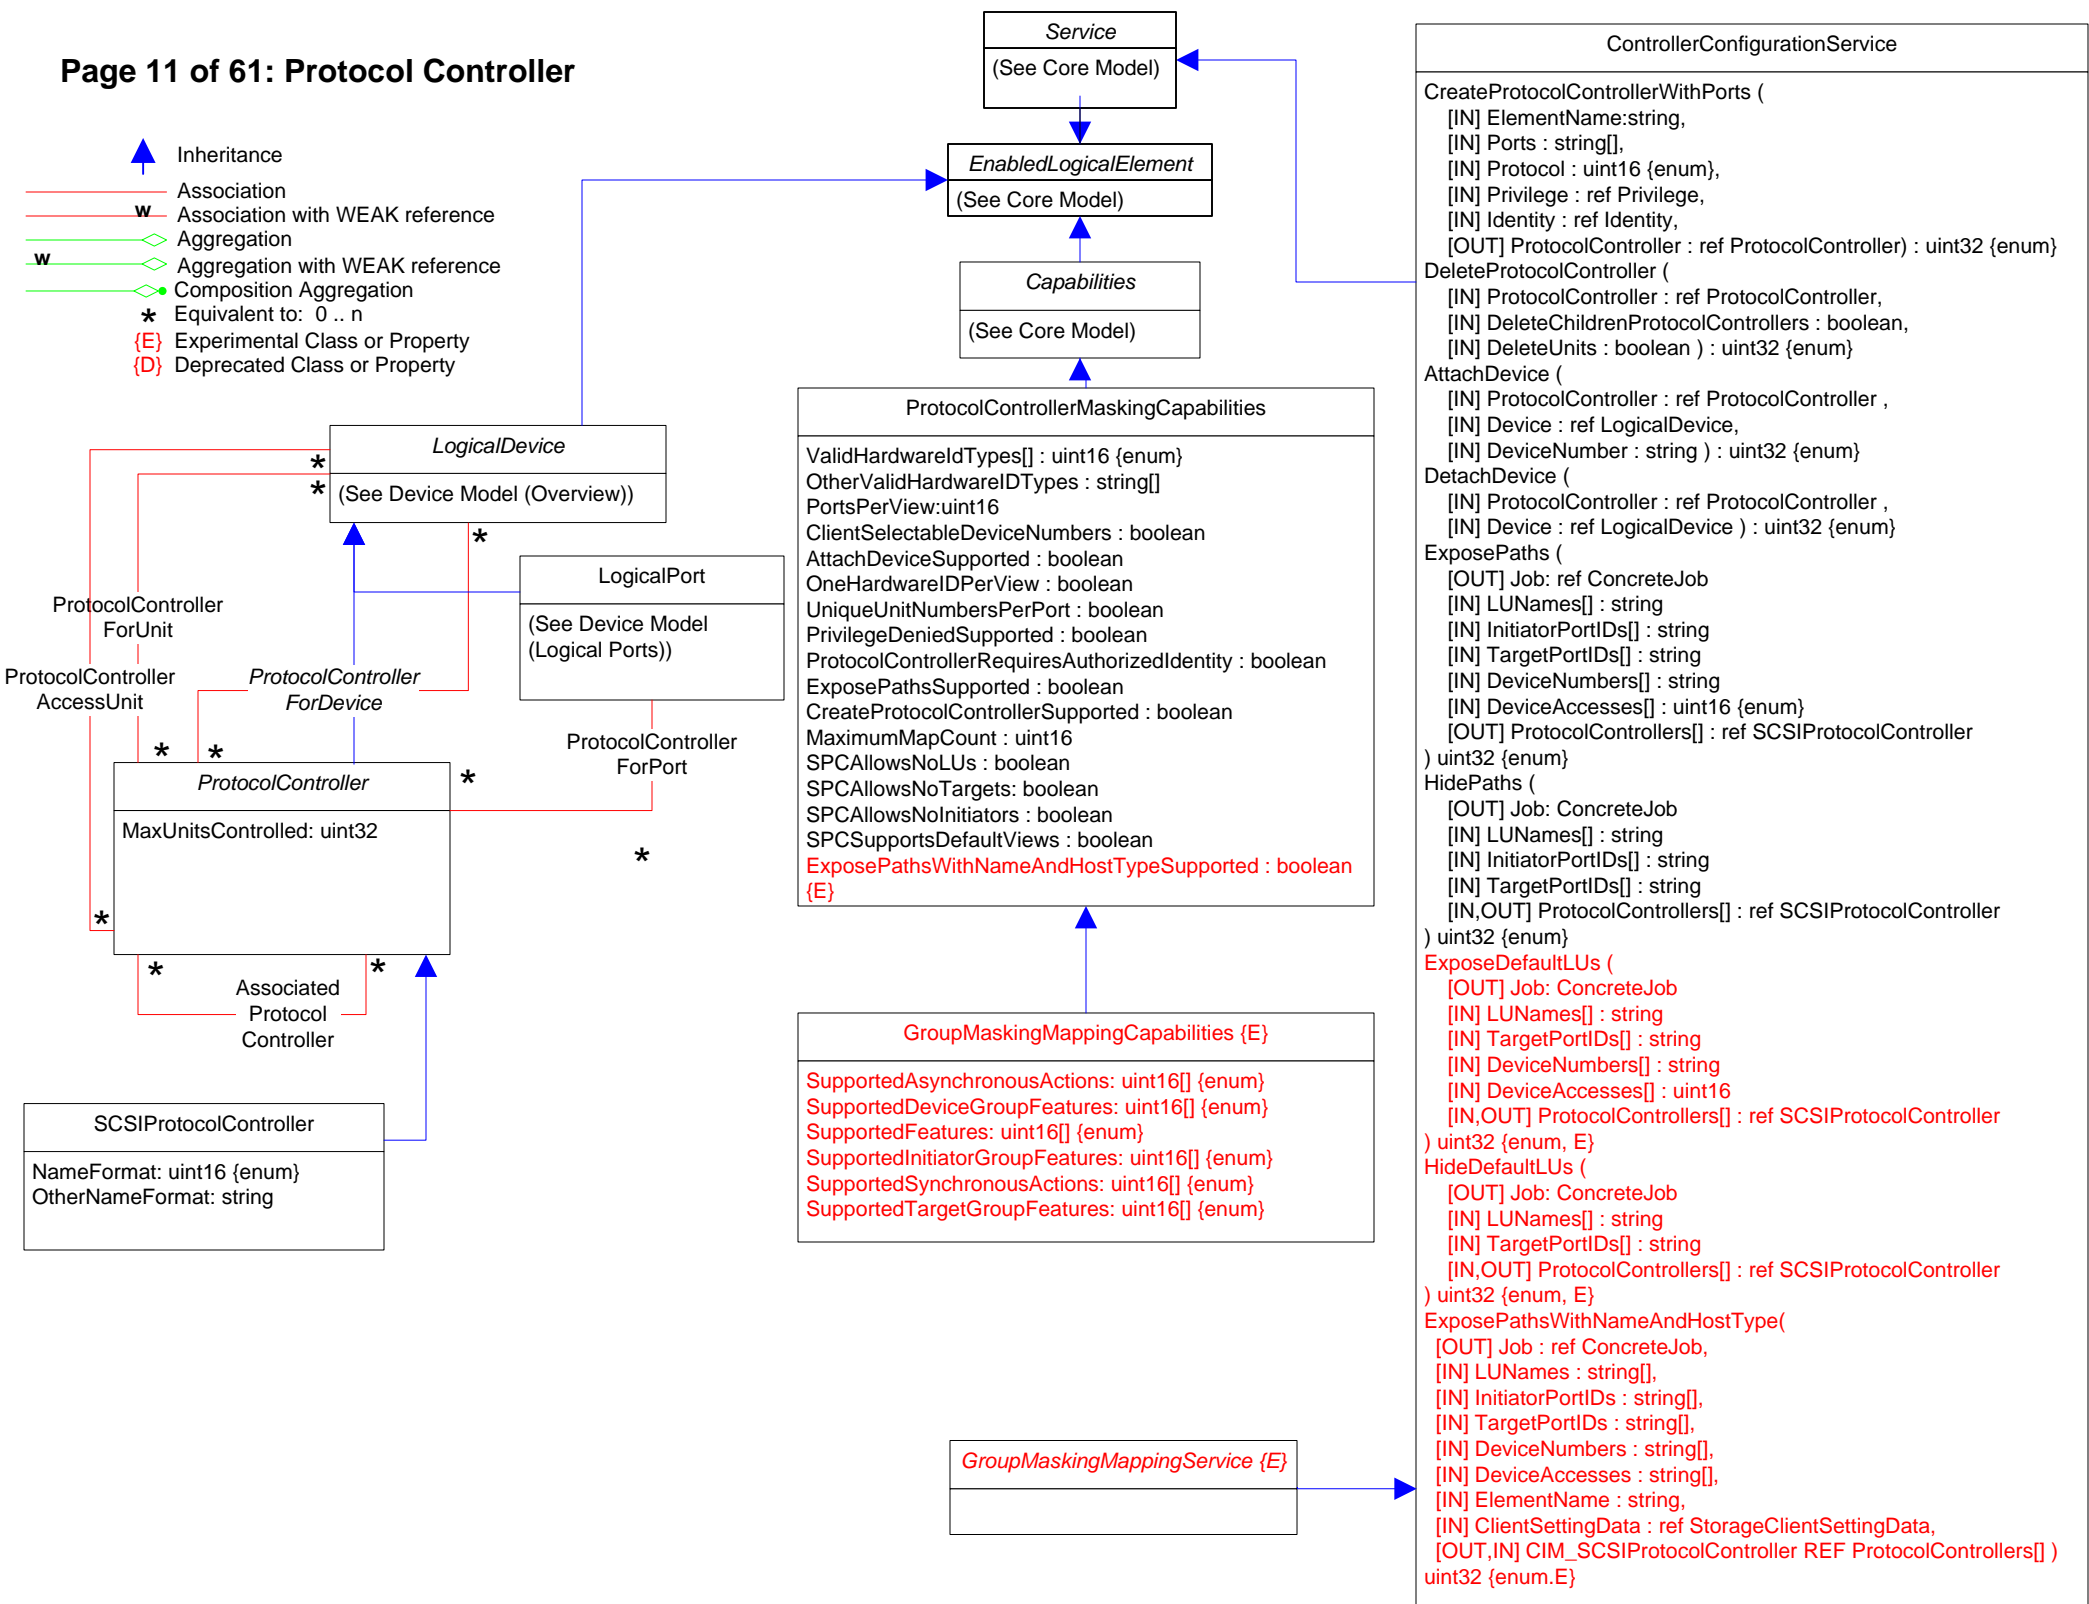 Page 11 of 61: Protocol Controller
Inheritance
Association
w Association with WEAK reference
Aggregation
w Aggregation with WEAK reference
Composition Aggregation
* Equivalent to: 0 .. n
{E} Experimental Class or Property
{D} Deprecated Class or Property
Service
(See Core Model)
EnabledLogicalElement
(See Core Model)
Capabilities
(See Core Model)
LogicalDevice
(See Device Model (Overview))
*
*
*
LogicalPort
(See Device Model
(Logical Ports))
ProtocolController
ForUnit
ProtocolController
AccessUnit
ProtocolController
ForDevice
ProtocolController
ForPort
*
*
*
*
*
ProtocolController
MaxUnitsControlled: uint32
*
*
Associated
Protocol
Controller
SCSIProtocolController
NameFormat: uint16 {enum}
OtherNameFormat: string
ProtocolControllerMaskingCapabilities
ValidHardwareIdTypes[] : uint16 {enum}
OtherValidHardwareIDTypes : string[]
PortsPerView:uint16
ClientSelectableDeviceNumbers : boolean
AttachDeviceSupported : boolean
OneHardwareIDPerView : boolean
UniqueUnitNumbersPerPort : boolean
PrivilegeDeniedSupported : boolean
ProtocolControllerRequiresAuthorizedIdentity : boolean
ExposePathsSupported : boolean
CreateProtocolControllerSupported : boolean
MaximumMapCount : uint16
SPCAllowsNoLUs : boolean
SPCAllowsNoTargets: boolean
SPCAllowsNoInitiators : boolean
SPCSupportsDefaultViews : boolean
ExposePathsWithNameAndHostTypeSupported : boolean
{E}
GroupMaskingMappingCapabilities {E}
SupportedAsynchronousActions: uint16[] {enum}
SupportedDeviceGroupFeatures: uint16[] {enum}
SupportedFeatures: uint16[] {enum}
SupportedInitiatorGroupFeatures: uint16[] {enum}
SupportedSynchronousActions: uint16[] {enum}
SupportedTargetGroupFeatures: uint16[] {enum}
GroupMaskingMappingService {E}
ControllerConfigurationService
CreateProtocolControllerWithPorts (
[IN] ElementName:string,
[IN] Ports : string[],
[IN] Protocol : uint16 {enum},
[IN] Privilege : ref Privilege,
[IN] Identity : ref Identity,
[OUT] ProtocolController : ref ProtocolController) : uint32 {enum}
DeleteProtocolController (
[IN] ProtocolController : ref ProtocolController,
[IN] DeleteChildrenProtocolControllers : boolean,
[IN] DeleteUnits : boolean ) : uint32 {enum}
AttachDevice (
[IN] ProtocolController : ref ProtocolController ,
[IN] Device : ref LogicalDevice,
[IN] DeviceNumber : string ) : uint32 {enum}
DetachDevice (
[IN] ProtocolController : ref ProtocolController ,
[IN] Device : ref LogicalDevice ) : uint32 {enum}
ExposePaths (
[OUT] Job: ref ConcreteJob
[IN] LUNames[] : string
[IN] InitiatorPortIDs[] : string
[IN] TargetPortIDs[] : string
[IN] DeviceNumbers[] : string
[IN] DeviceAccesses[] : uint16 {enum}
[OUT] ProtocolControllers[] : ref SCSIProtocolController
) uint32 {enum}
HidePaths (
[OUT] Job: ConcreteJob
[IN] LUNames[] : string
[IN] InitiatorPortIDs[] : string
[IN] TargetPortIDs[] : string
[IN,OUT] ProtocolControllers[] : ref SCSIProtocolController
) uint32 {enum}
ExposeDefaultLUs (
[OUT] Job: ConcreteJob
[IN] LUNames[] : string
[IN] TargetPortIDs[] : string
[IN] DeviceNumbers[] : string
[IN] DeviceAccesses[] : uint16
[IN,OUT] ProtocolControllers[] : ref SCSIProtocolController
) uint32 {enum, E}
HideDefaultLUs (
[OUT] Job: ConcreteJob
[IN] LUNames[] : string
[IN] TargetPortIDs[] : string
[IN,OUT] ProtocolControllers[] : ref SCSIProtocolController
) uint32 {enum, E}
ExposePathsWithNameAndHostType(
[OUT] Job : ref ConcreteJob,
[IN] LUNames : string[],
[IN] InitiatorPortIDs : string[],
[IN] TargetPortIDs : string[],
[IN] DeviceNumbers : string[],
[IN] DeviceAccesses : string[],
[IN] ElementName : string,
[IN] ClientSettingData : ref StorageClientSettingData,
[OUT,IN] CIM_SCSIProtocolController REF ProtocolControllers[] )
uint32 {enum.E}